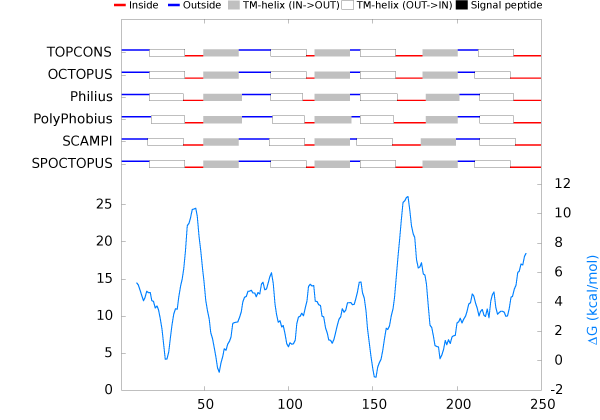 Inside Outside TM-helix (IN->OUT) TM-helix (OUT->IN) Signal peptide
TOPCONS
OCTOPUS
Philius
PolyPhobius
SCAMPI
SPOCTOPUS
12
25 10
20 8
6
15 4
10 2
5 0
0 -2
ΔG (kcal/mol)
50 100 150 200 250